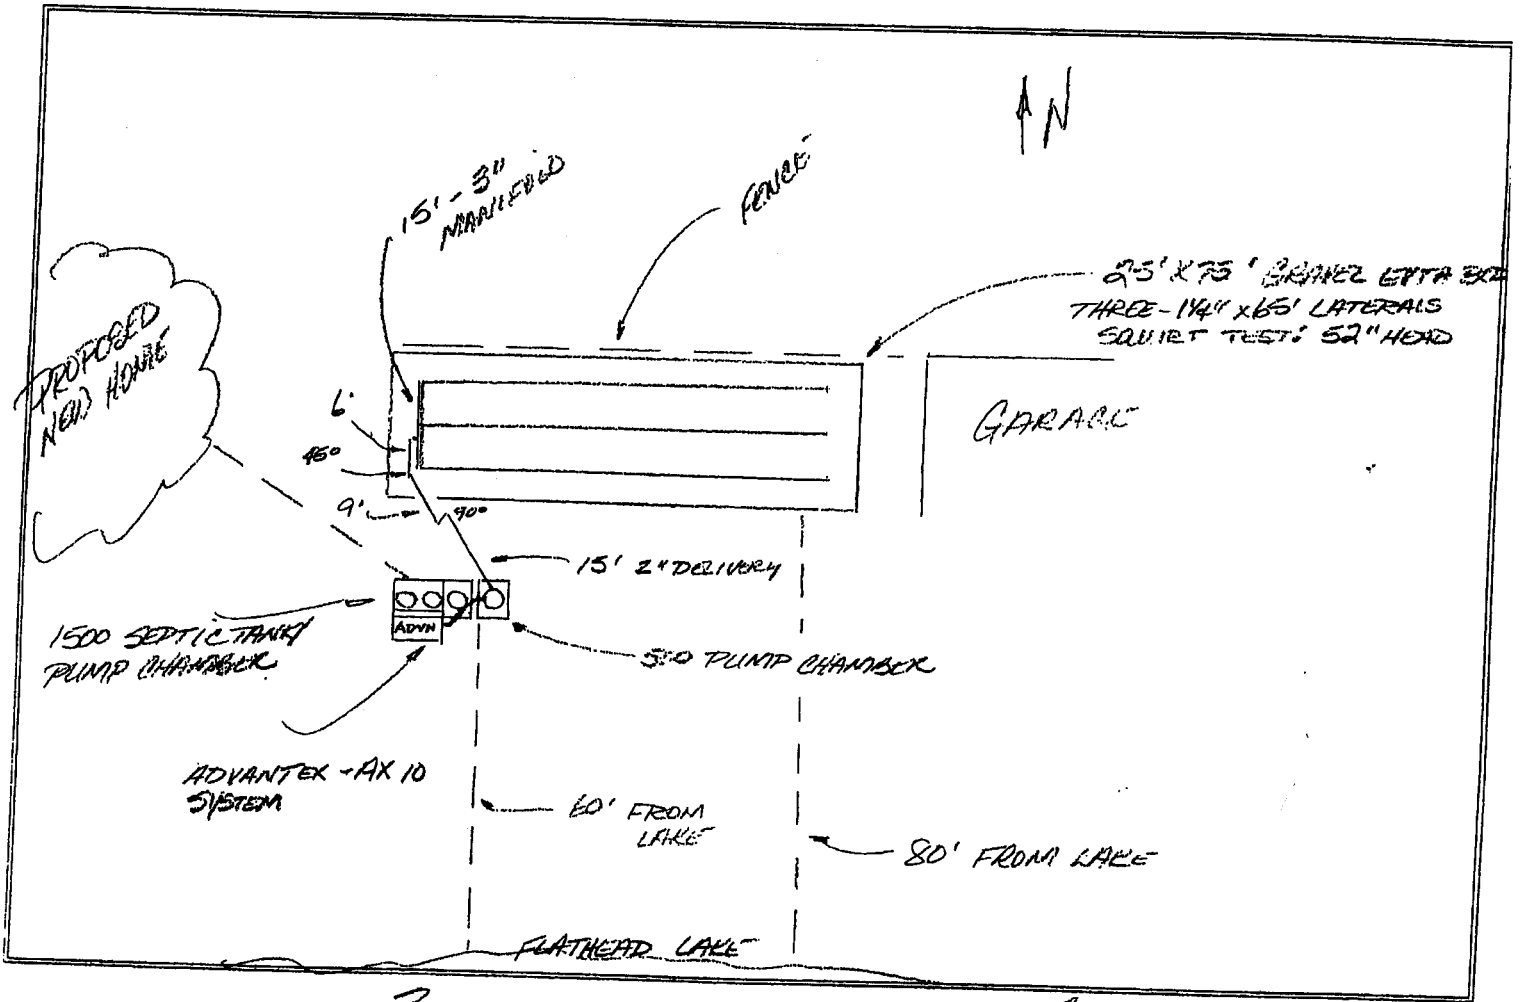 N
15' - 3"
MANIFOLD
FENCE
25' X 75' GRAVEL BED
THREE - 1¼" x 65' LATERALS
SQUIRT TEST: 52" HEAD
PROPOSED
NEW HOME
GARAGE
6'
45°
9'
90°
15' 2" DELIVERY
ADVN
1500 SEPTIC TANK/
PUMP CHAMBER
500 PUMP CHAMBER
ADVANTEX - AX 10
SYSTEM
60' FROM
LAKE
80' FROM LAKE
FLATHEAD LAKE